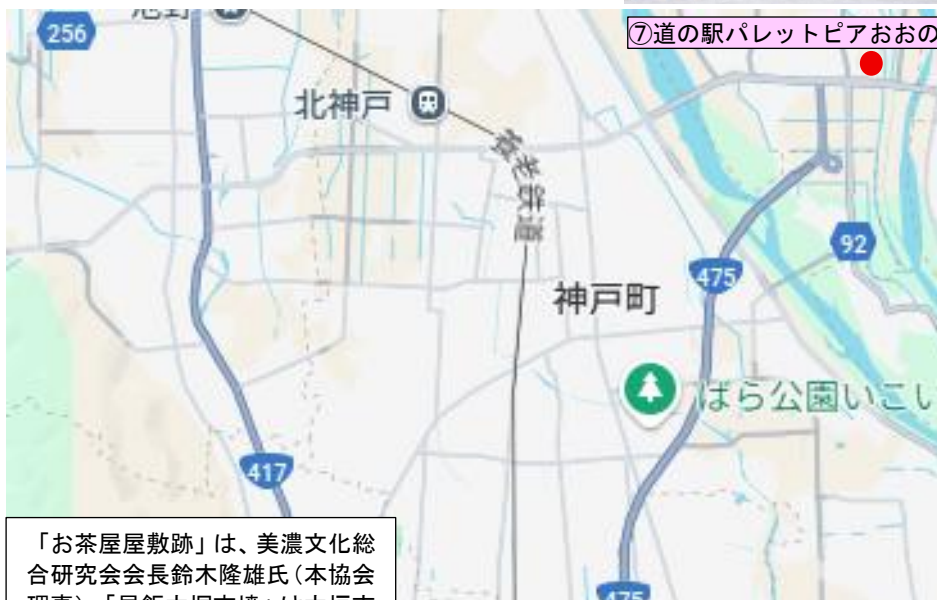 池野
256
⑦道の駅パレットピアおおの
北神戸
養老鉄道
92
475
神戸町
ばら公園いこい
417
「お茶屋屋敷跡」は、美濃文化総
合研究会会長鈴木隆雄氏(本協会
475